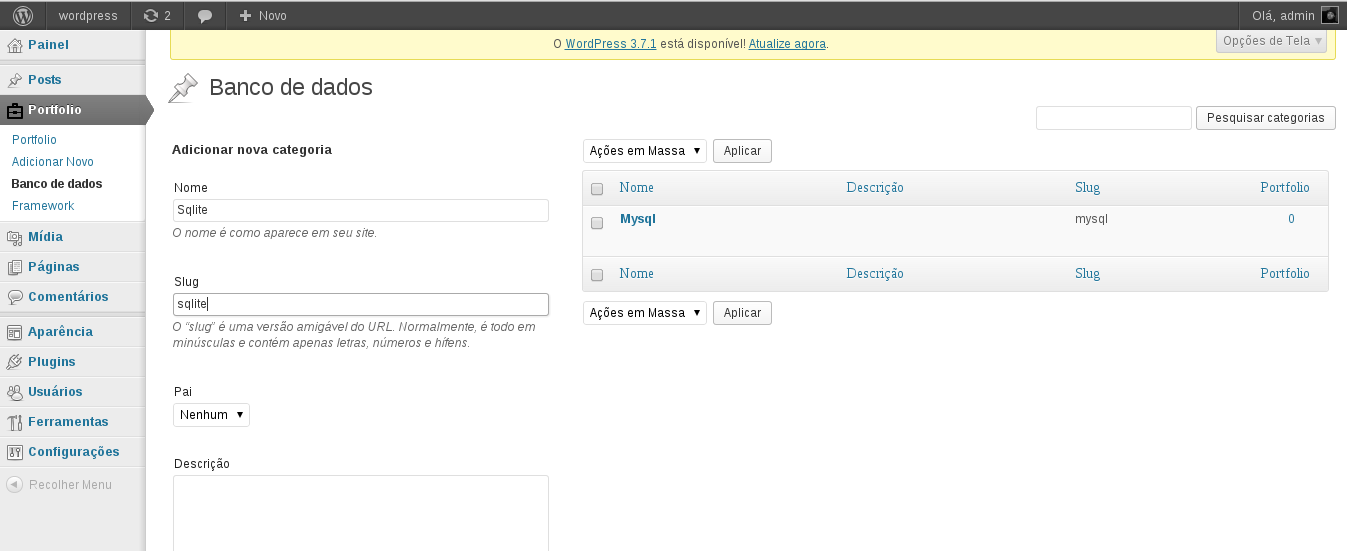 wordpress 2 Novo Olá, admin
O WordPress 3.7.1 está disponível! Atualize agora.
Opções de Tela
Painel
Posts
Portfolio
Portfolio
Adicionar Novo
Banco de dados
Framework
Mídia
Páginas
Comentários
Aparência
Plugins
Usuários
Ferramentas
Configurações
Recolher Menu
Banco de dados
Pesquisar categorias
Adicionar nova categoria
Nome
Sqlite
O nome é como aparece em seu site.
Slug
sqlite
O “slug” é uma versão amigável do URL. Normalmente, é todo em
minúsculas e contém apenas letras, números e hífens.
Pai
Nenhum
Descrição
Ações em Massa Aplicar
Nome Descrição Slug Portfolio
Mysql mysql 0
Nome Descrição Slug Portfolio
Ações em Massa Aplicar